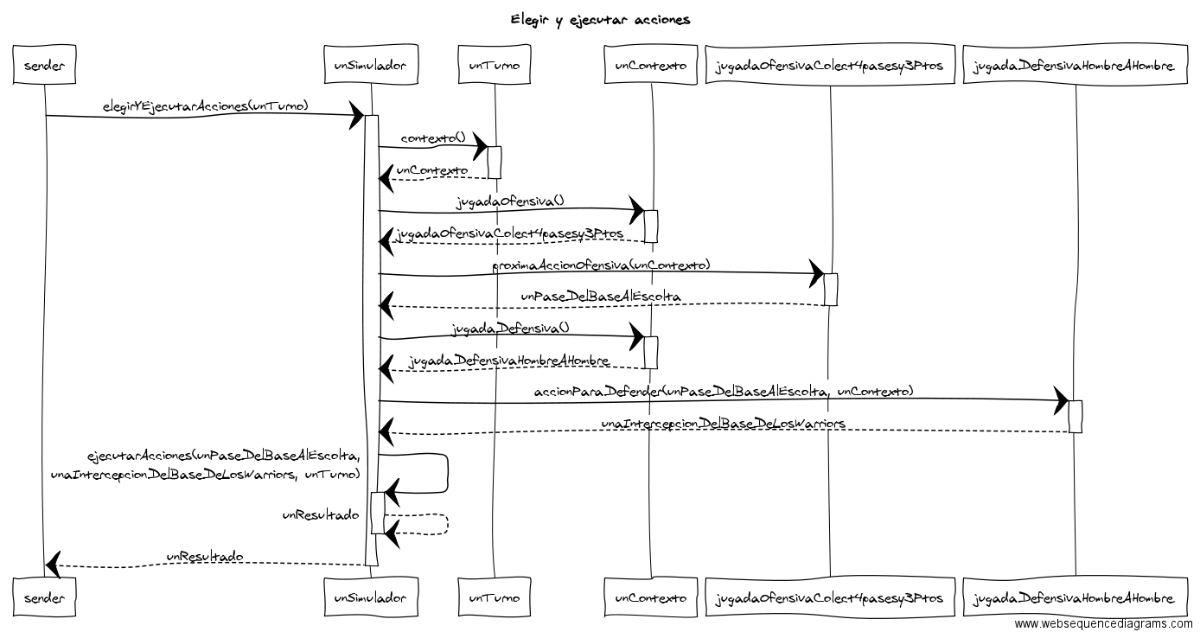 Elegir y ejecutar acciones
sender unSimulador unTurno unContexto jugadaOfensivaColect4pasesy3Ptos jugadaDefensivaHombreAHombre
elegirYEjecutarAcciones(unTurno)
contexto()
unContexto
jugadaOfensiva()
jugadaOfensivaColect4pasesy3Ptos
proximaAccionOfensiva(unContexto)
unPaseDelBaseAlEscolta
jugadaDefensiva()
jugadaDefensivaHombreAHombre
accionParaDefender(unPaseDelBaseAlEscolta, unContexto)
unaIntercepcionDelBaseDeLosWarriors
ejecutarAcciones(unPaseDelBaseAlEscolta,
unaIntercepcionDelBaseDeLosWarriors, unTurno)
unResultado
unResultado
sender unSimulador unTurno unContexto jugadaOfensivaColect4pasesy3Ptos jugadaDefensivaHombreAHombre
www.websequencediagrams.com